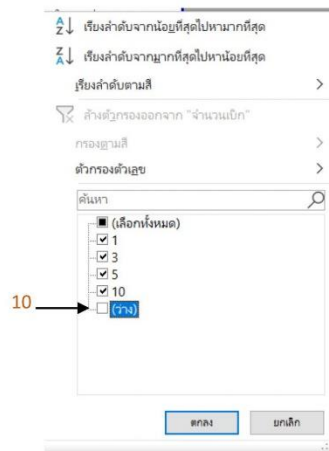 เรียงลำดับจากน้อยที่สุดไปหามากที่สุด
เรียงลำดับจากมากที่สุดไปหาน้อยที่สุด
เรียงลำดับตามสี
ล้างตัวกรองออกจาก "จำนวนเบิก"
กรองตามสี
ตัวกรองตัวเลข
ค้นหา
(เลือกทั้งหมด)
1
3
5
10
10 (ว่าง)
ตกลง ยกเลิก